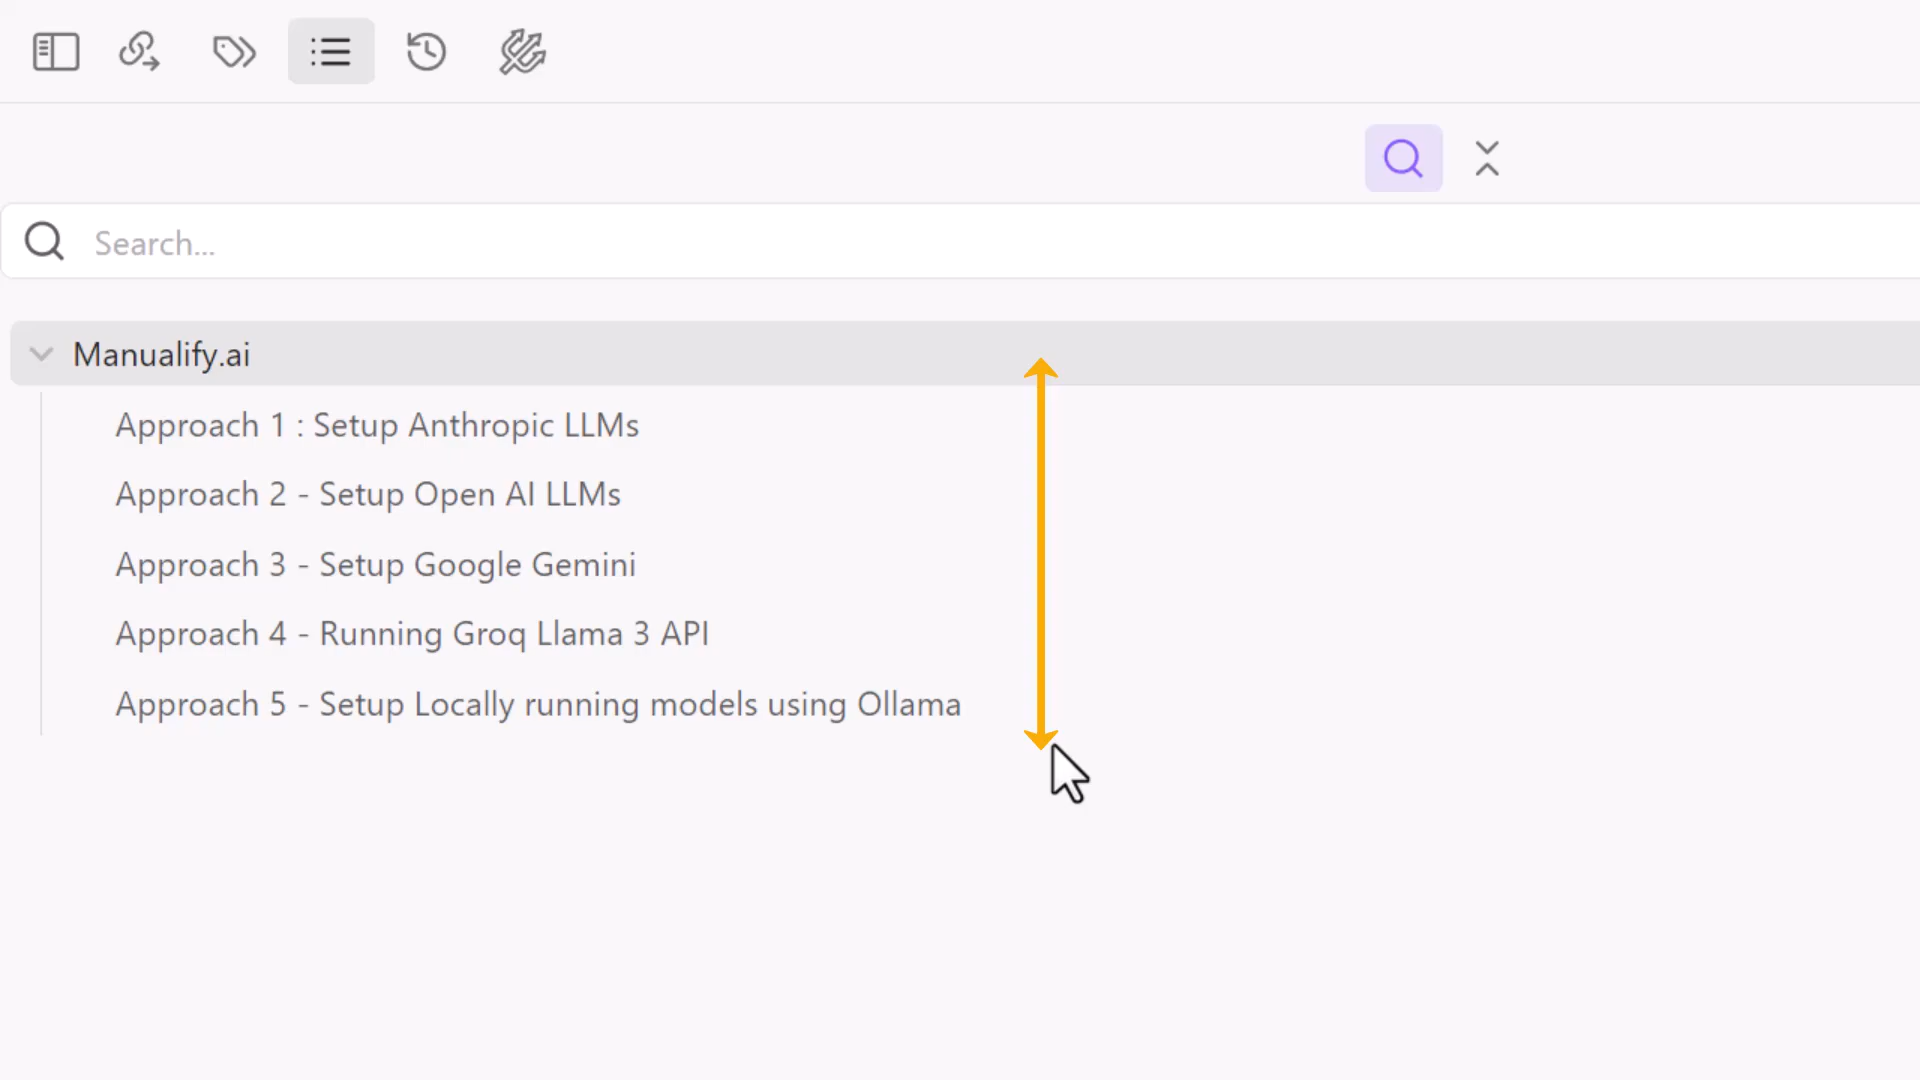 Search...
Manualify.ai
Approach 1 : Setup Anthropic LLMs
Approach 2 - Setup Open AI LLMs
Approach 3 - Setup Google Gemini
Approach 4 - Running Groq Llama 3 API
Approach 5 - Setup Locally running models using Ollama